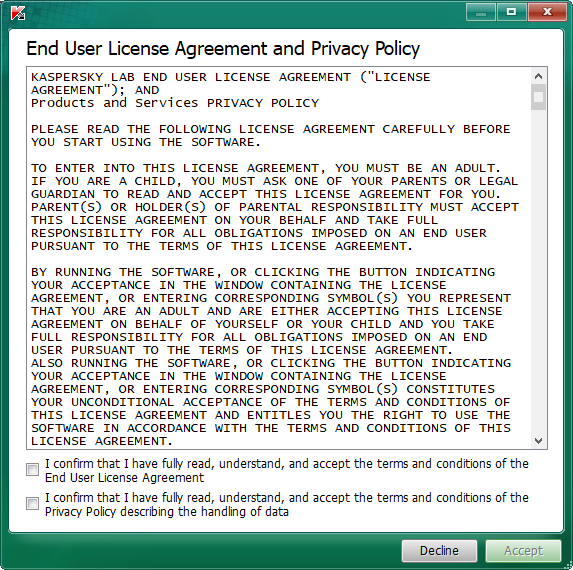 End User License Agreement and Privacy Policy
KASPERSKY LAB END USER LICENSE AGREEMENT ("LICENSE
AGREEMENT"); AND
Products and Services PRIVACY POLICY
PLEASE READ THE FOLLOWING LICENSE AGREEMENT CAREFULLY BEFORE
YOU START USING THE SOFTWARE.
TO ENTER INTO THIS LICENSE AGREEMENT, YOU MUST BE AN ADULT.
IF YOU ARE A CHILD, YOU MUST ASK ONE OF YOUR PARENTS OR LEGAL
GUARDIAN TO READ AND ACCEPT THIS LICENSE AGREEMENT FOR YOU.
PARENT(S) OR HOLDER(S) OF PARENTAL RESPONSIBILITY MUST ACCEPT
THIS LICENSE AGREEMENT ON YOUR BEHALF AND TAKE FULL
RESPONSIBILITY FOR ALL OBLIGATIONS IMPOSED ON AN END USER
PURSUANT TO THE TERMS OF THIS LICENSE AGREEMENT.
BY RUNNING THE SOFTWARE, OR CLICKING THE BUTTON INDICATING
YOUR ACCEPTANCE IN THE WINDOW CONTAINING THE LICENSE
AGREEMENT, OR ENTERING CORRESPONDING SYMBOL(S) YOU REPRESENT
THAT YOU ARE AN ADULT AND ARE EITHER ACCEPTING THIS LICENSE
AGREEMENT ON BEHALF OF YOURSELF OR YOUR CHILD AND YOU TAKE
FULL RESPONSIBILITY FOR ALL OBLIGATIONS IMPOSED ON AN END
USER PURSUANT TO THE TERMS OF THIS LICENSE AGREEMENT.
ALSO RUNNING THE SOFTWARE, OR CLICKING THE BUTTON INDICATING
YOUR ACCEPTANCE IN THE WINDOW CONTAINING THE LICENSE
AGREEMENT, OR ENTERING CORRESPONDING SYMBOL(S) CONSTITUTES
YOUR UNCONDITIONAL ACCEPTANCE OF THE TERMS AND CONDITIONS OF
THIS LICENSE AGREEMENT AND ENTITLES YOU THE RIGHT TO USE THE
SOFTWARE IN ACCORDANCE WITH THE TERMS AND CONDITIONS OF THIS
LICENSE AGREEMENT.
I confirm that I have fully read, understand, and accept the terms and conditions of the
End User License Agreement
I confirm that I have fully read, understand, and accept the terms and conditions of the
Privacy Policy describing the handling of data
Decline
Accept